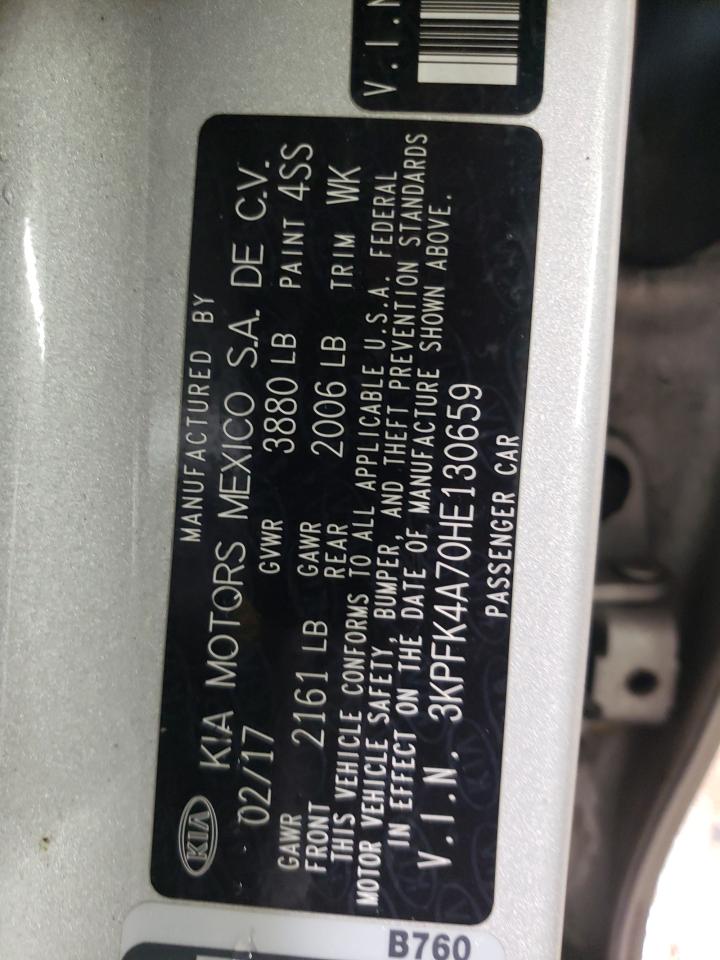 V.I.N
KIA
MANUFACTURED BY
KIA MOTORS MEXICO S.A. DE C.V.
02/17 GVWR 3880 LB PAINT 4SS
GAWR FRONT 2161 LB GAWR REAR 2006 LB TRIM WK
THIS VEHICLE CONFORMS TO ALL APPLICABLE U.S.A. FEDERAL
MOTOR VEHICLE SAFETY, BUMPER, AND THEFT PREVENTION STANDARDS
IN EFFECT ON THE DATE OF MANUFACTURE SHOWN ABOVE.
V.I.N. 3KPFK4A70HE130659
PASSENGER CAR
B760